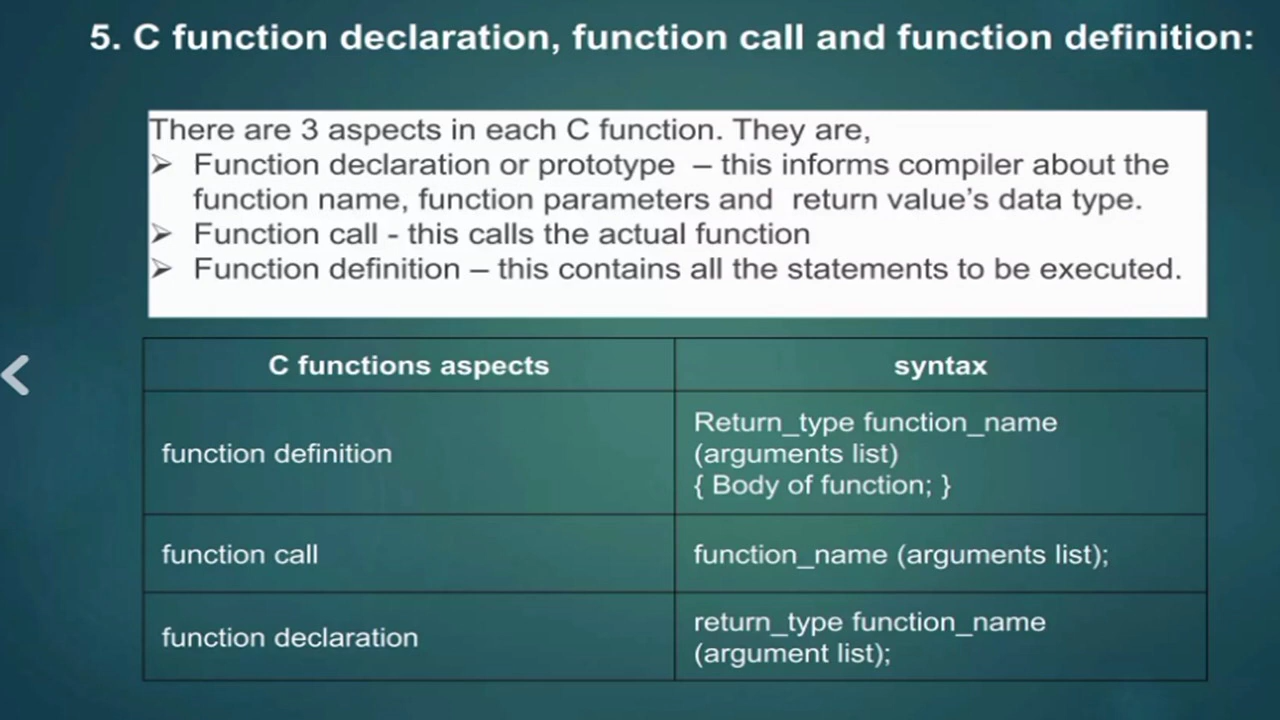 5. C function declaration, function call and function definition:
There are 3 aspects in each C function. They are,
➢ Function declaration or prototype – this informs compiler about the
function name, function parameters and return value’s data type.
➢ Function call - this calls the actual function
➢ Function definition – this contains all the statements to be executed.
C functions aspects
syntax
function definition
Return_type function_name
(arguments list)
{ Body of function; }
function call
function_name (arguments list);
function declaration
return_type function_name
(argument list);